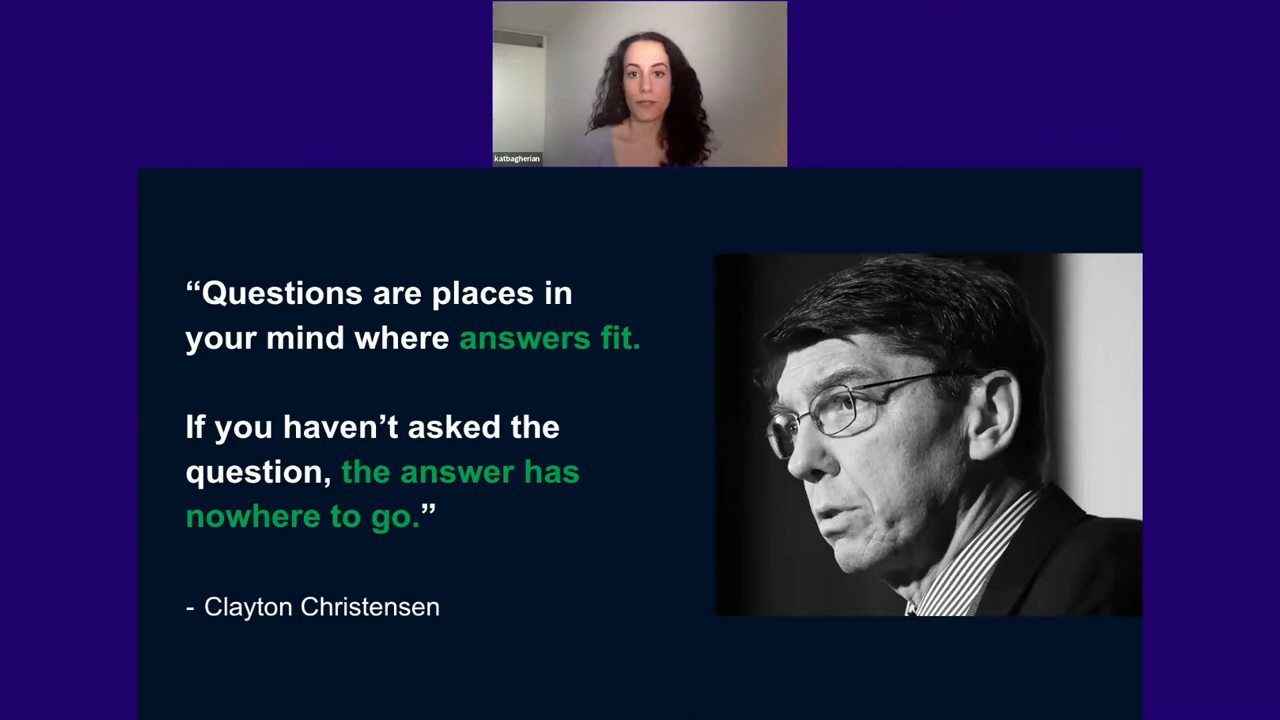 katbagherian
“Questions are places in
your mind where answers fit.
If you haven’t asked the
question, the answer has
nowhere to go.”
- Clayton Christensen